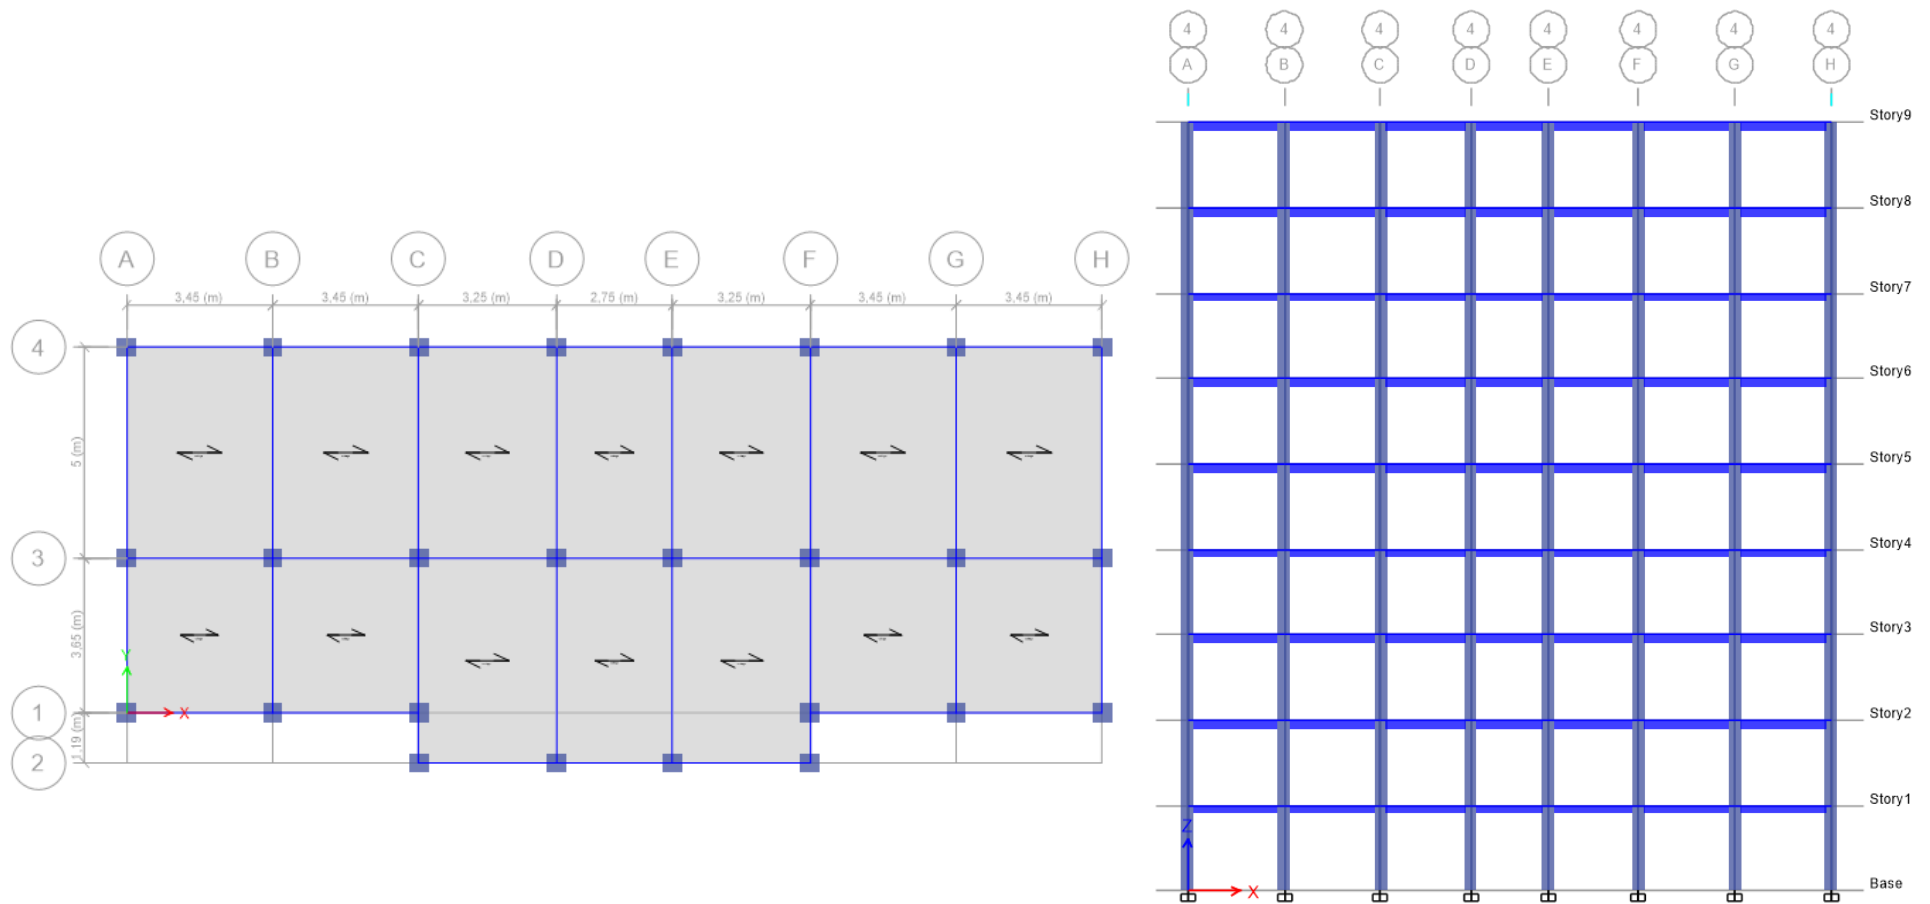 A B C D E F G H
3,45 (m) 3,45 (m) 3,25 (m) 2,75 (m) 3,25 (m) 3,45 (m) 3,45 (m)
4
5 (m)
3
3,65 (m)
Y
1
X
1,19 (m)
2
4 4 4 4 4 4 4 4
A B C D E F G H
Story9
Story8
Story7
Story6
Story5
Story4
Story3
Story2
Story1
Z
Base
X